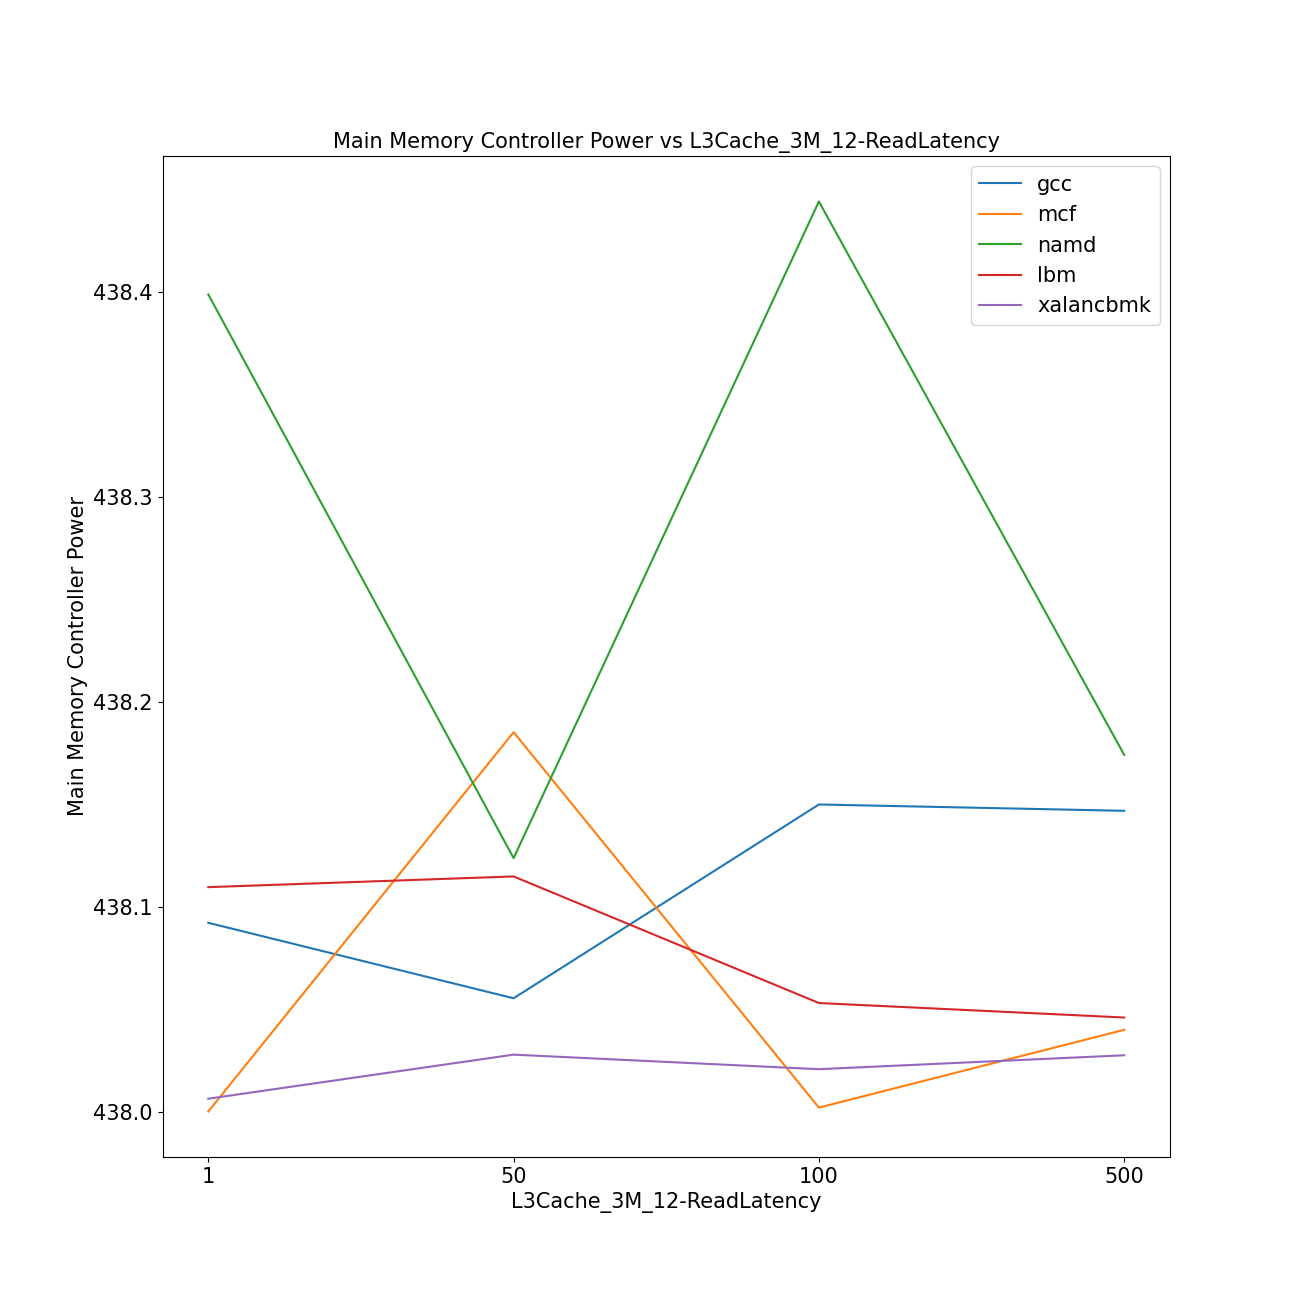 Main Memory Controller Power vs L3Cache_3M_12-ReadLatency
gcc
mcf
namd
lbm
xalancbmk
438.4
438.3
438.2
438.1
438.0
Main Memory Controller Power
1 50 100 500
L3Cache_3M_12-ReadLatency